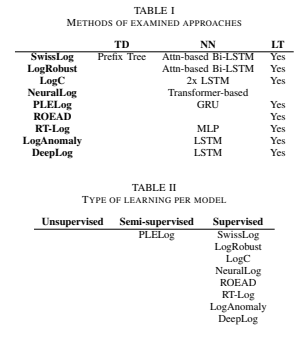 TABLE I
METHODS OF EXAMINED APPROACHES
TD NN LT
SwissLog Prefix Tree Attn-based Bi-LSTM Yes
LogRobust Attn-based Bi-LSTM Yes
LogC 2x LSTM Yes
NeuralLog Transformer-based
PLELog GRU Yes
ROEAD Yes
RT-Log MLP Yes
LogAnomaly LSTM Yes
DeepLog LSTM Yes
TABLE II
TYPE OF LEARNING PER MODEL
Unsupervised Semi-supervised Supervised
PLELog SwissLog
LogRobust
LogC
NeuralLog
ROEAD
RT-Log
LogAnomaly
DeepLog